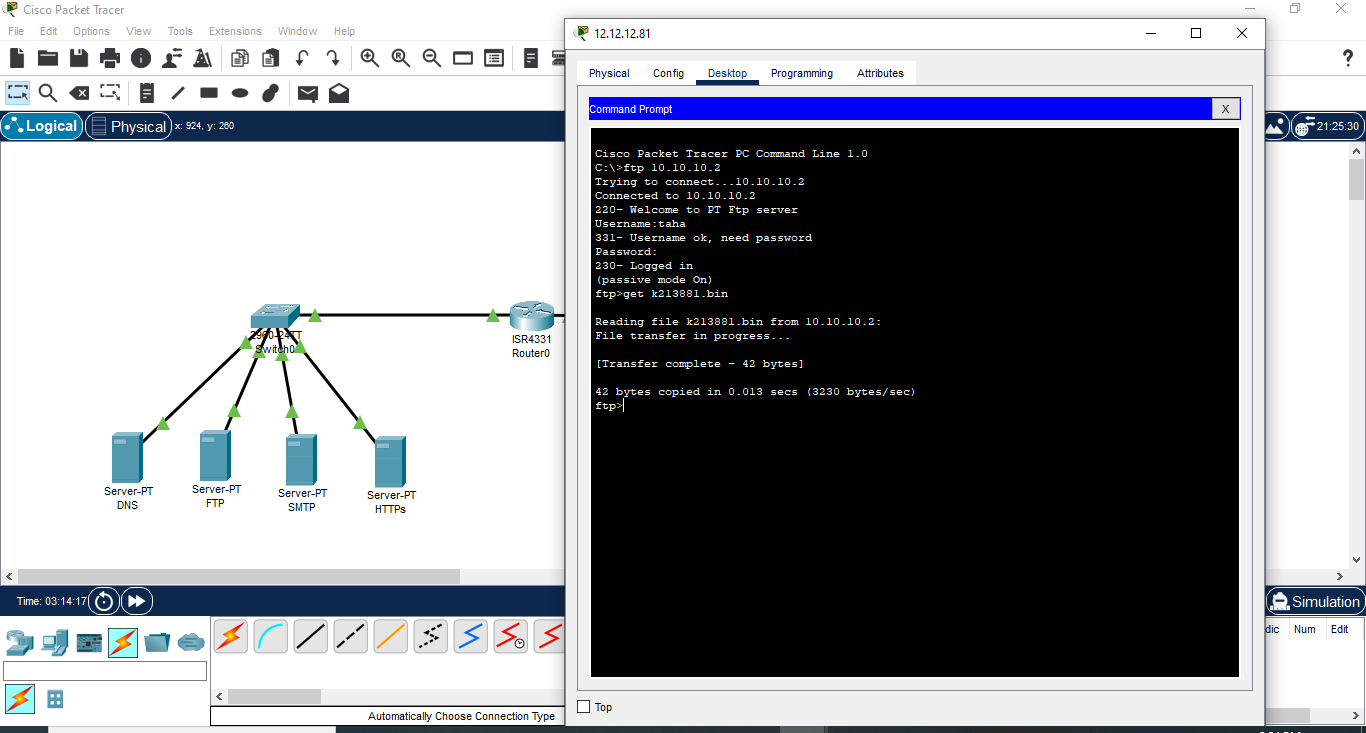 Cisco Packet Tracer
File Edit Options View Tools Extensions Window Help
?
Logical Physical x: 924, y: 260
21:25:30
2960-24TT
Switch0
ISR4331
Router0
Server-PT
DNS
Server-PT
FTP
Server-PT
SMTP
Server-PT
HTTPs
Time: 03:14:17
Automatically Choose Connection Type
12.12.12.81
Physical Config Desktop Programming Attributes
Command Prompt
X
Cisco Packet Tracer PC Command Line 1.0
C:\>ftp 10.10.10.2
Trying to connect...10.10.10.2
Connected to 10.10.10.2
220- Welcome to PT Ftp server
Username:taha
331- Username ok, need password
Password:
230- Logged in
(passive mode On)
ftp>get k213881.bin
Reading file k213881.bin from 10.10.10.2:
File transfer in progress...
[Transfer complete - 42 bytes]
42 bytes copied in 0.013 secs (3230 bytes/sec)
ftp>
Top
Simulation
dic Num Edit